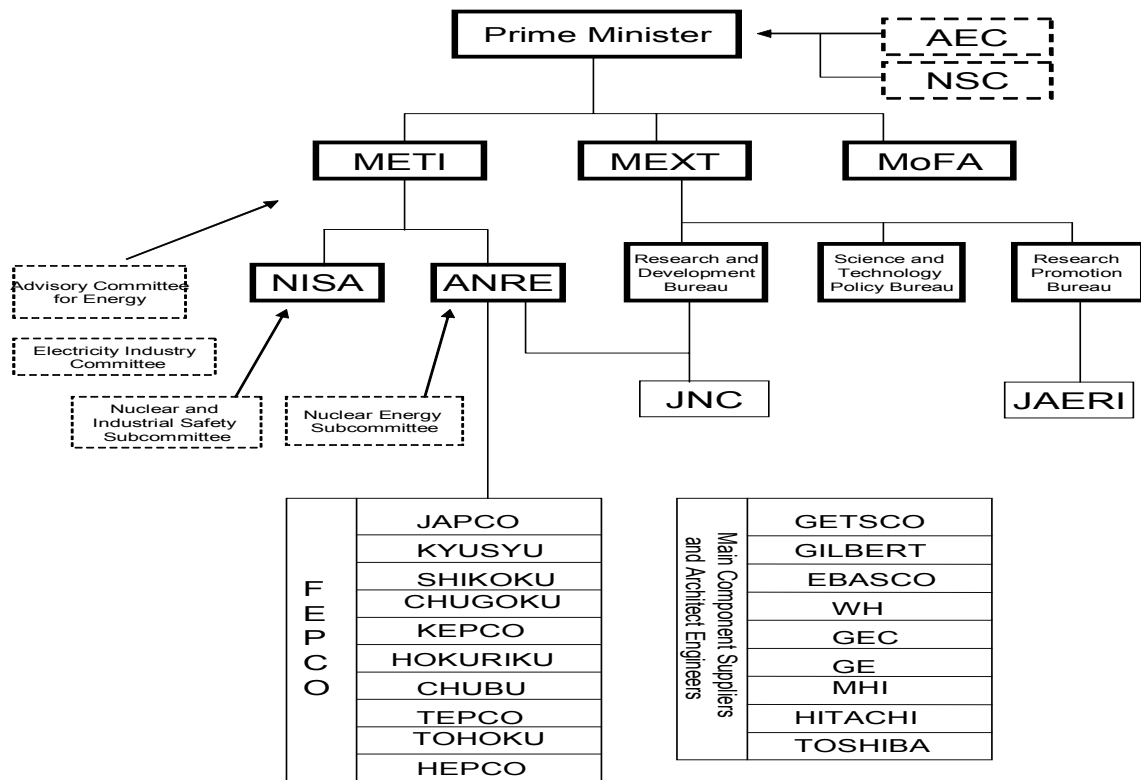 Prime Minister
AEC
NSC
METI
MEXT
MoFA
Advisory Committee
for Energy
NISA
ANRE
Research and
Development
Bureau
Science and
Technology
Policy Bureau
Research
Promotion
Bureau
Electricity Industry
Committee
Nuclear and
Industrial Safety
Subcommittee
Nuclear Energy
Subcommittee
JNC
JAERI
FEPCO
JAPCO
KYUSYU
SHIKOKU
CHUGOKU
KEPCO
HOKURIKU
CHUBU
TEPCO
TOHOKU
HEPCO
Main Component Suppliers
and Architect Engineers
GETSCO
GILBERT
EBASCO
WH
GEC
GE
MHI
HITACHI
TOSHIBA